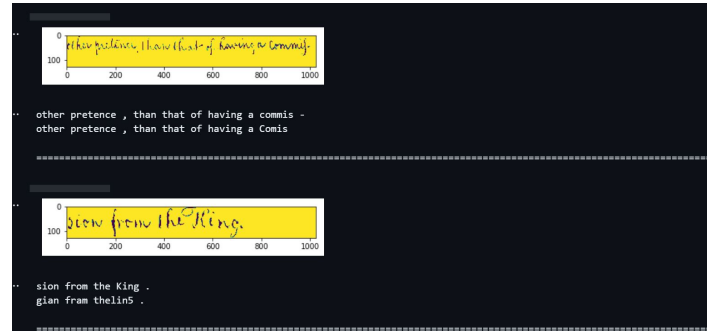 0
other pretence, than that of having a commis-
100
0 200 400 600 800 1000
other pretence , than that of having a commis -
other pretence , than that of having a Comis
================================================================================
0
sion from the King.
100
0 200 400 600 800 1000
sion from the King .
gian fram thelin5 .
================================================================================